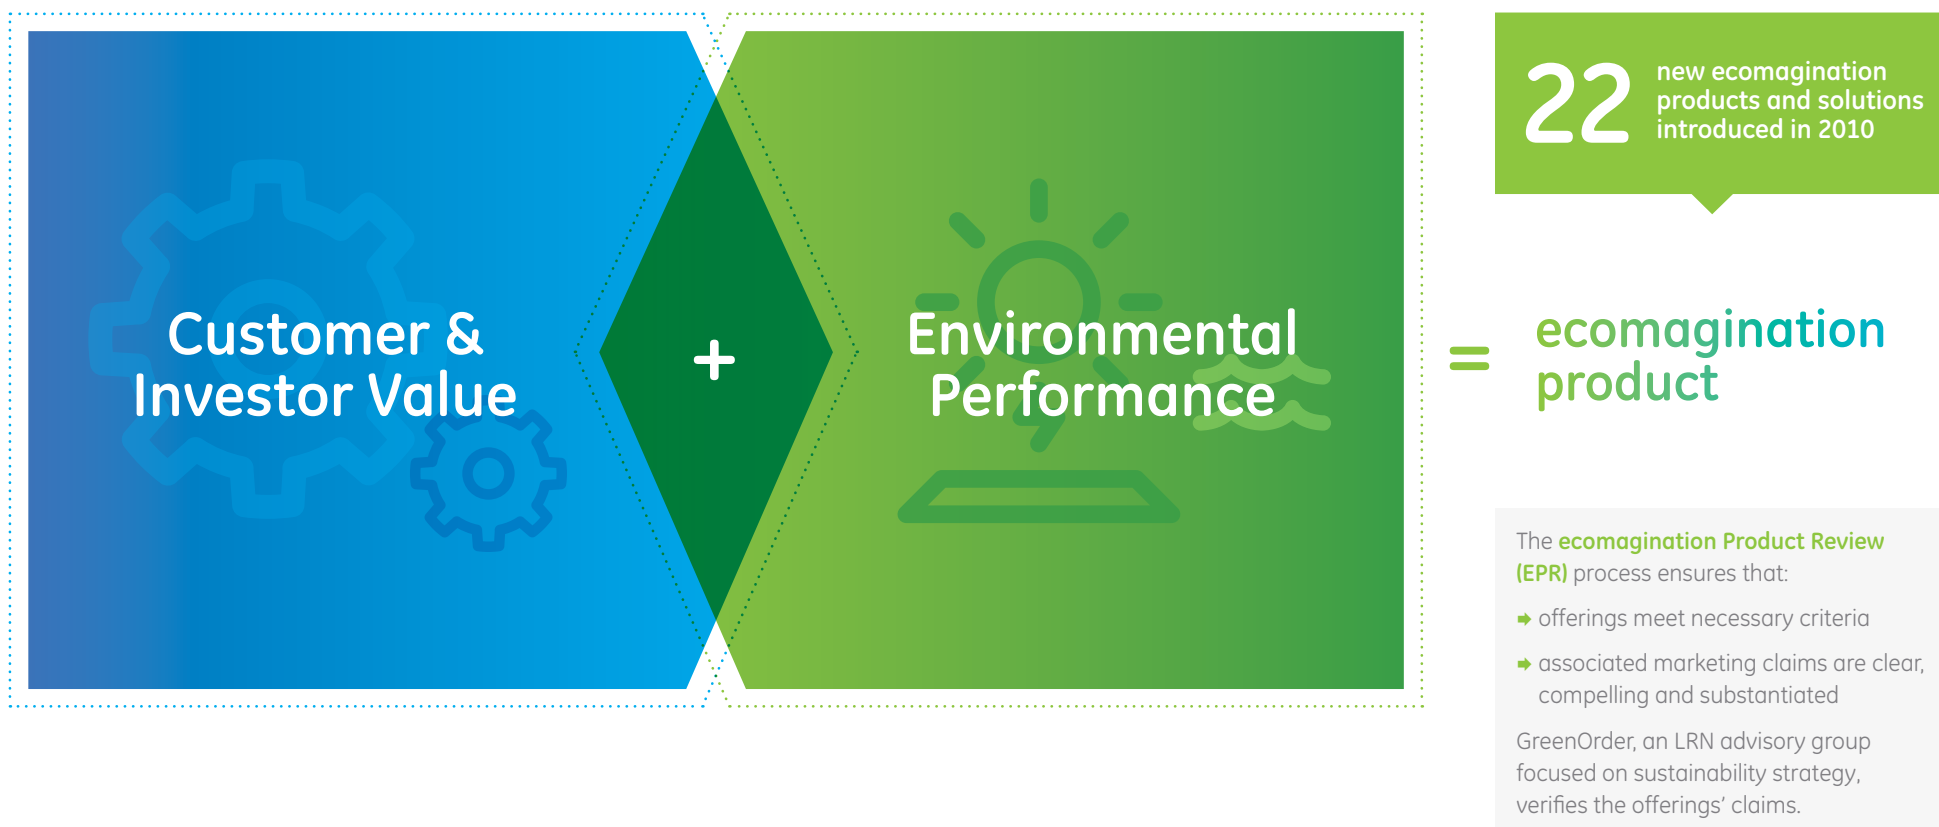 Customer &
Investor Value
+
Environmental
Performance
=
ecomagination
product
22
new ecomagination
products and solutions
introduced in 2010
The ecomagination Product Review
(EPR) process ensures that:
offerings meet necessary criteria
associated marketing claims are clear,
compelling and substantiated
GreenOrder, an LRN advisory group
focused on sustainability strategy,
verifies the offerings’ claims.